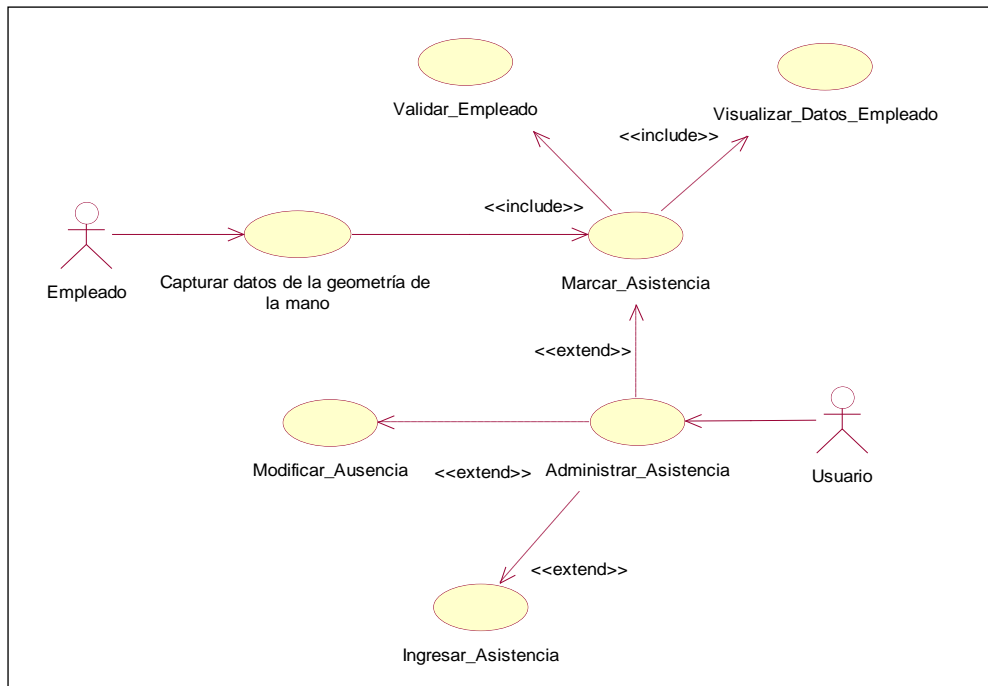 Validar_Empleado
Visualizar_Datos_Empleado
<<include>>
<<include>>
Empleado
Capturar datos de la geometría de
la mano
Marcar_Asistencia
<<extend>>
Modificar_Ausencia
<<extend>>
Administrar_Asistencia
Usuario
<<extend>>
Ingresar_Asistencia